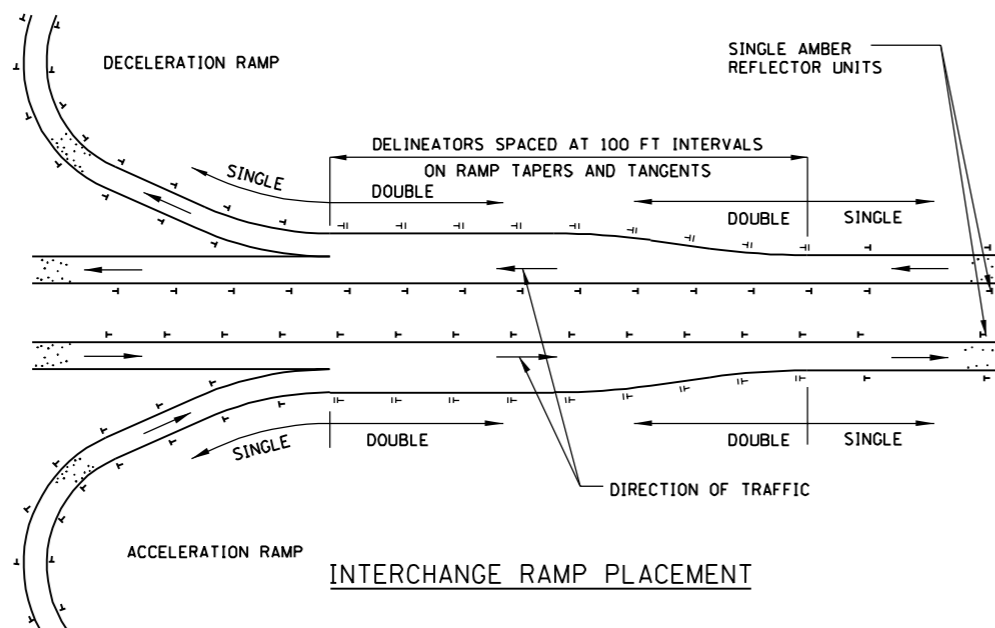 DECELERATION RAMP
SINGLE AMBER
REFLECTOR UNITS
DELINEATORS SPACED AT 100 FT INTERVALS
ON RAMP TAPERS AND TANGENTS
SINGLE
DOUBLE
DOUBLE
SINGLE
SINGLE
DOUBLE
DOUBLE
SINGLE
DIRECTION OF TRAFFIC
ACCELERATION RAMP
INTERCHANGE RAMP PLACEMENT